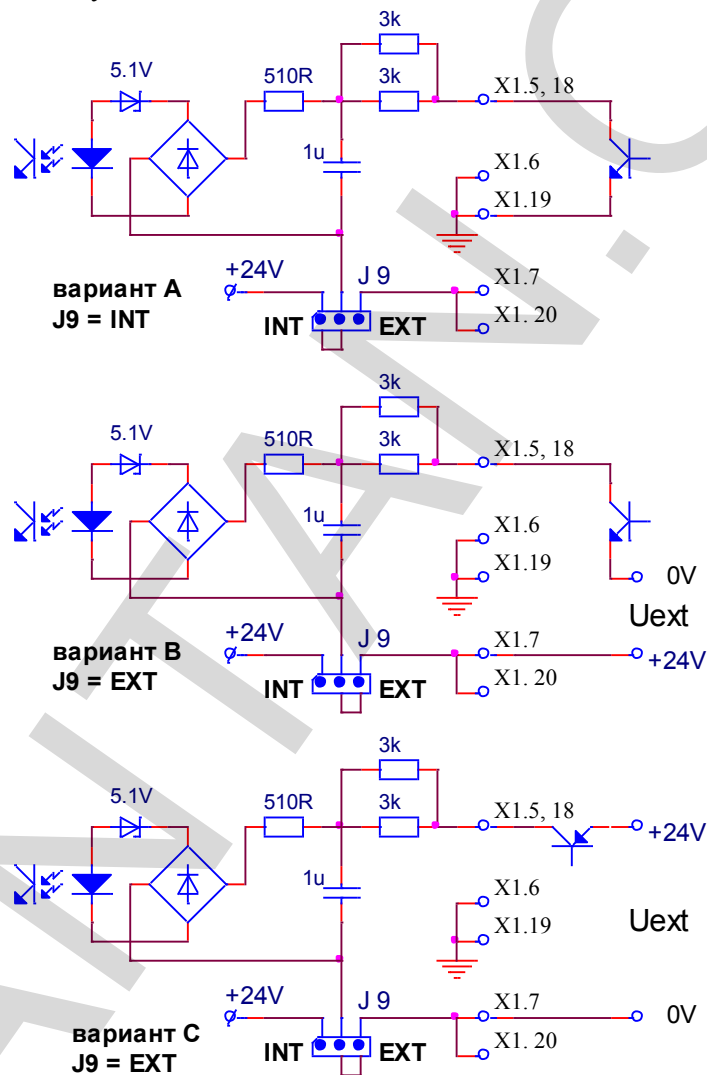 3k
5.1V
510R
3k
X1.5, 18
1u
X1.6
X1.19
+24V
J 9
X1.7
вариант А
J9 = INT
INT
EXT
X1. 20
3k
5.1V
510R
3k
X1.5, 18
1u
X1.6
X1.19
0V
Uext
+24V
J 9
X1.7
+24V
вариант В
J9 = EXT
INT
EXT
X1. 20
3k
5.1V
510R
3k
X1.5, 18
+24V
1u
X1.6
X1.19
Uext
+24V
J 9
X1.7
0V
вариант С
J9 = EXT
INT
EXT
X1. 20